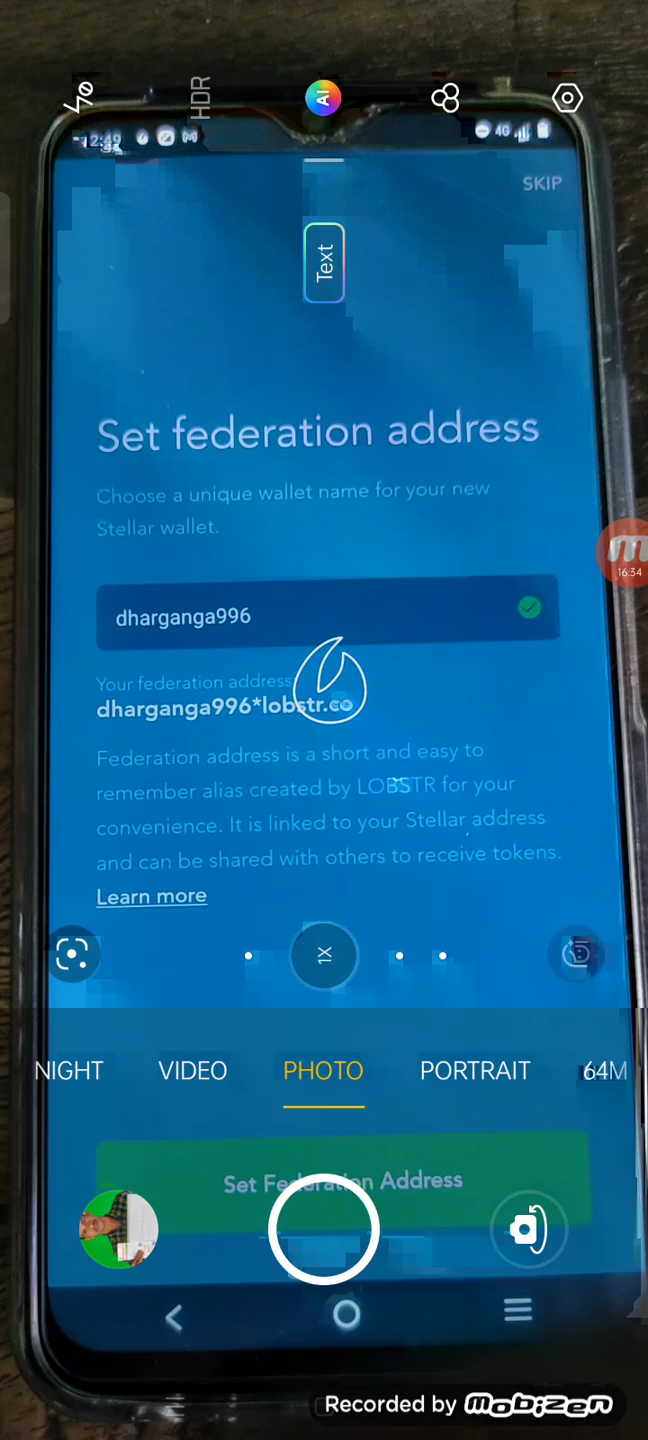 HDR
AI
12:49
4G
SKIP
Text
Set federation address
Choose a unique wallet name for your new
Stellar wallet.
dharganga996
16:34
Your federation address
dharganga996*lobstr.co
Federation address is a short and easy to
remember alias created by LOBSTR for your
convenience. It is linked to your Stellar address
and can be shared with others to receive tokens.
Learn more
1X
NIGHT
VIDEO
PHOTO
PORTRAIT
64M
Set Federation Address
Recorded by Mobizen